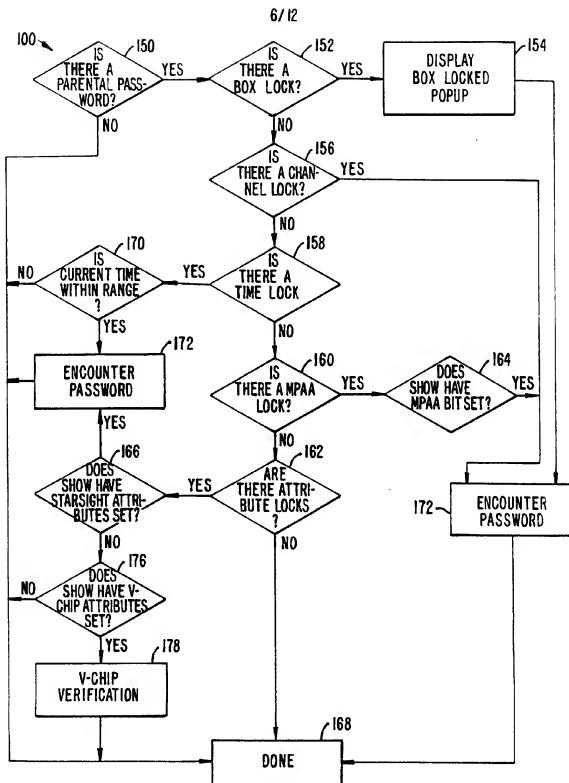 6/12
100
150
IS
THERE A
PARENTAL PASS-
WORD?
YES
NO
152
IS
THERE A
BOX LOCK?
YES
NO
154
DISPLAY
BOX LOCKED
POPUP
156
IS
THERE A CHAN-
NEL LOCK?
YES
NO
158
IS
THERE A
TIME LOCK
YES
NO
170
IS
CURRENT TIME
WITHIN RANGE
?
NO
YES
172
ENCOUNTER
PASSWORD
YES
160
IS
THERE A MPAA
LOCK?
YES
NO
164
DOES
SHOW HAVE
MPAA BIT SET?
YES
162
ARE
THERE ATTRI-
BUTE LOCKS
?
YES
NO
166
DOES
SHOW HAVE
STARSIGHT ATTRI-
BUTES SET?
NO
172
ENCOUNTER
PASSWORD
176
DOES
SHOW HAVE V-
CHIP ATTRIBUTES
SET?
NO
YES
178
V-CHIP
VERIFICATION
168
DONE